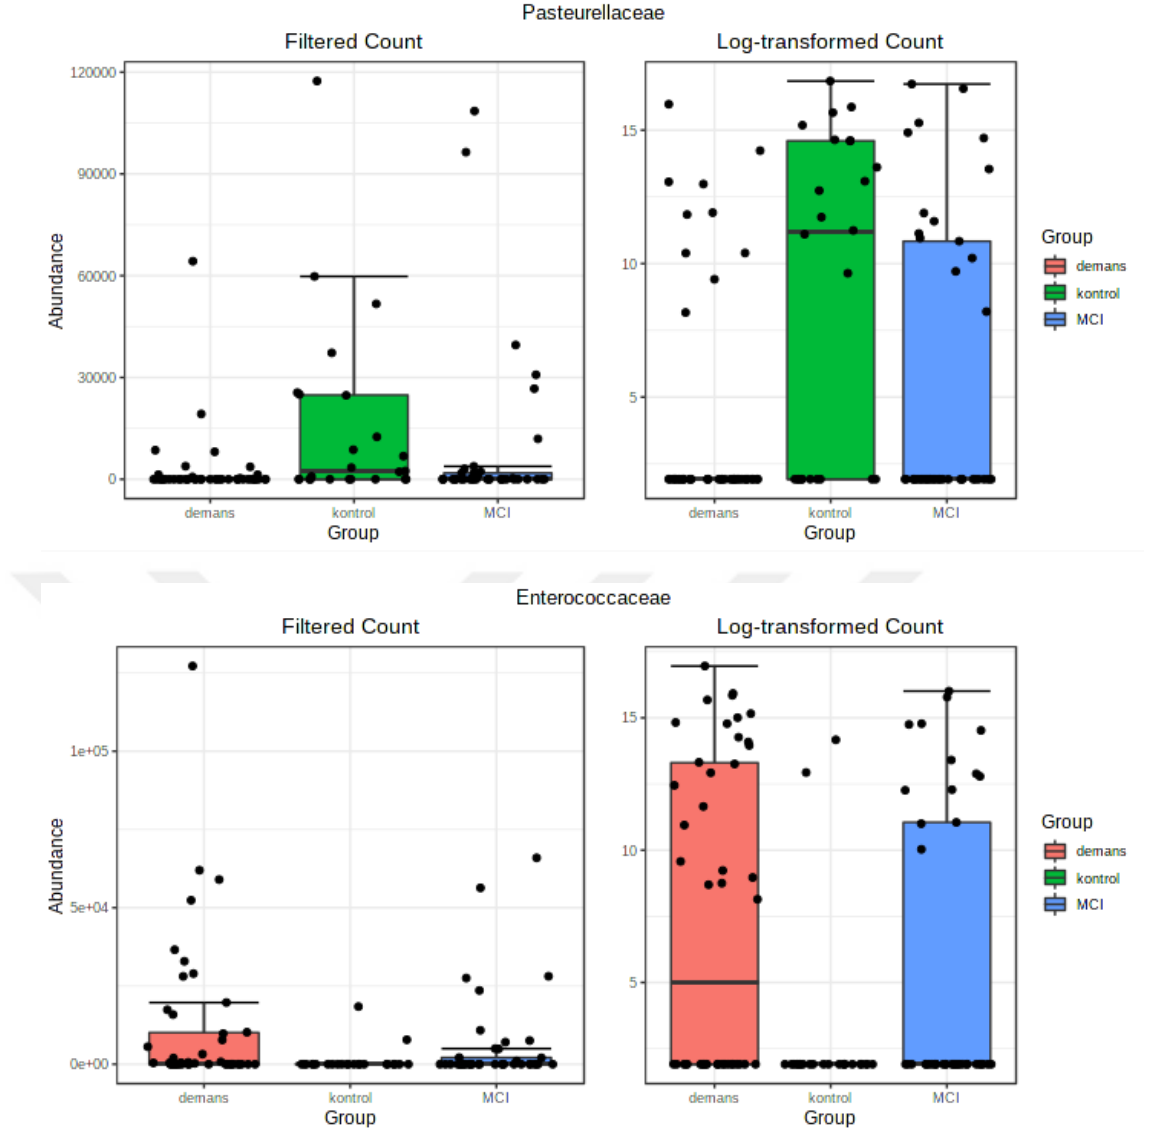 Pasteurellaceae
Filtered Count
Log-transformed Count
Abundance
120000
90000
60000
30000
0
15
10
5
demans
kontrol
MCI
Group
demans
kontrol
MCI
Group
Group
demans
kontrol
MCI
Enterococcaceae
Filtered Count
Log-transformed Count
Abundance
1e+05
5e+04
0e+00
15
10
5
demans
kontrol
MCI
Group
demans
kontrol
MCI
Group
Group
demans
kontrol
MCI